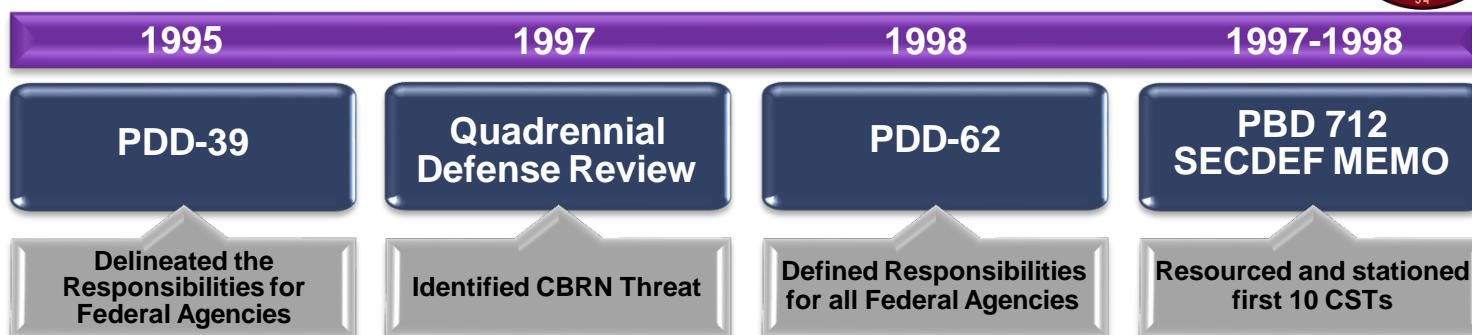 1995
1997
1998
1997-1998
PDD-39
Quadrennial
Defense Review
PDD-62
PBD 712
SECDEF MEMO
Delineated the
Responsibilities for
Federal Agencies
Identified CBRN Threat
Defined Responsibilities
for all Federal Agencies
Resourced and stationed
first 10 CSTs